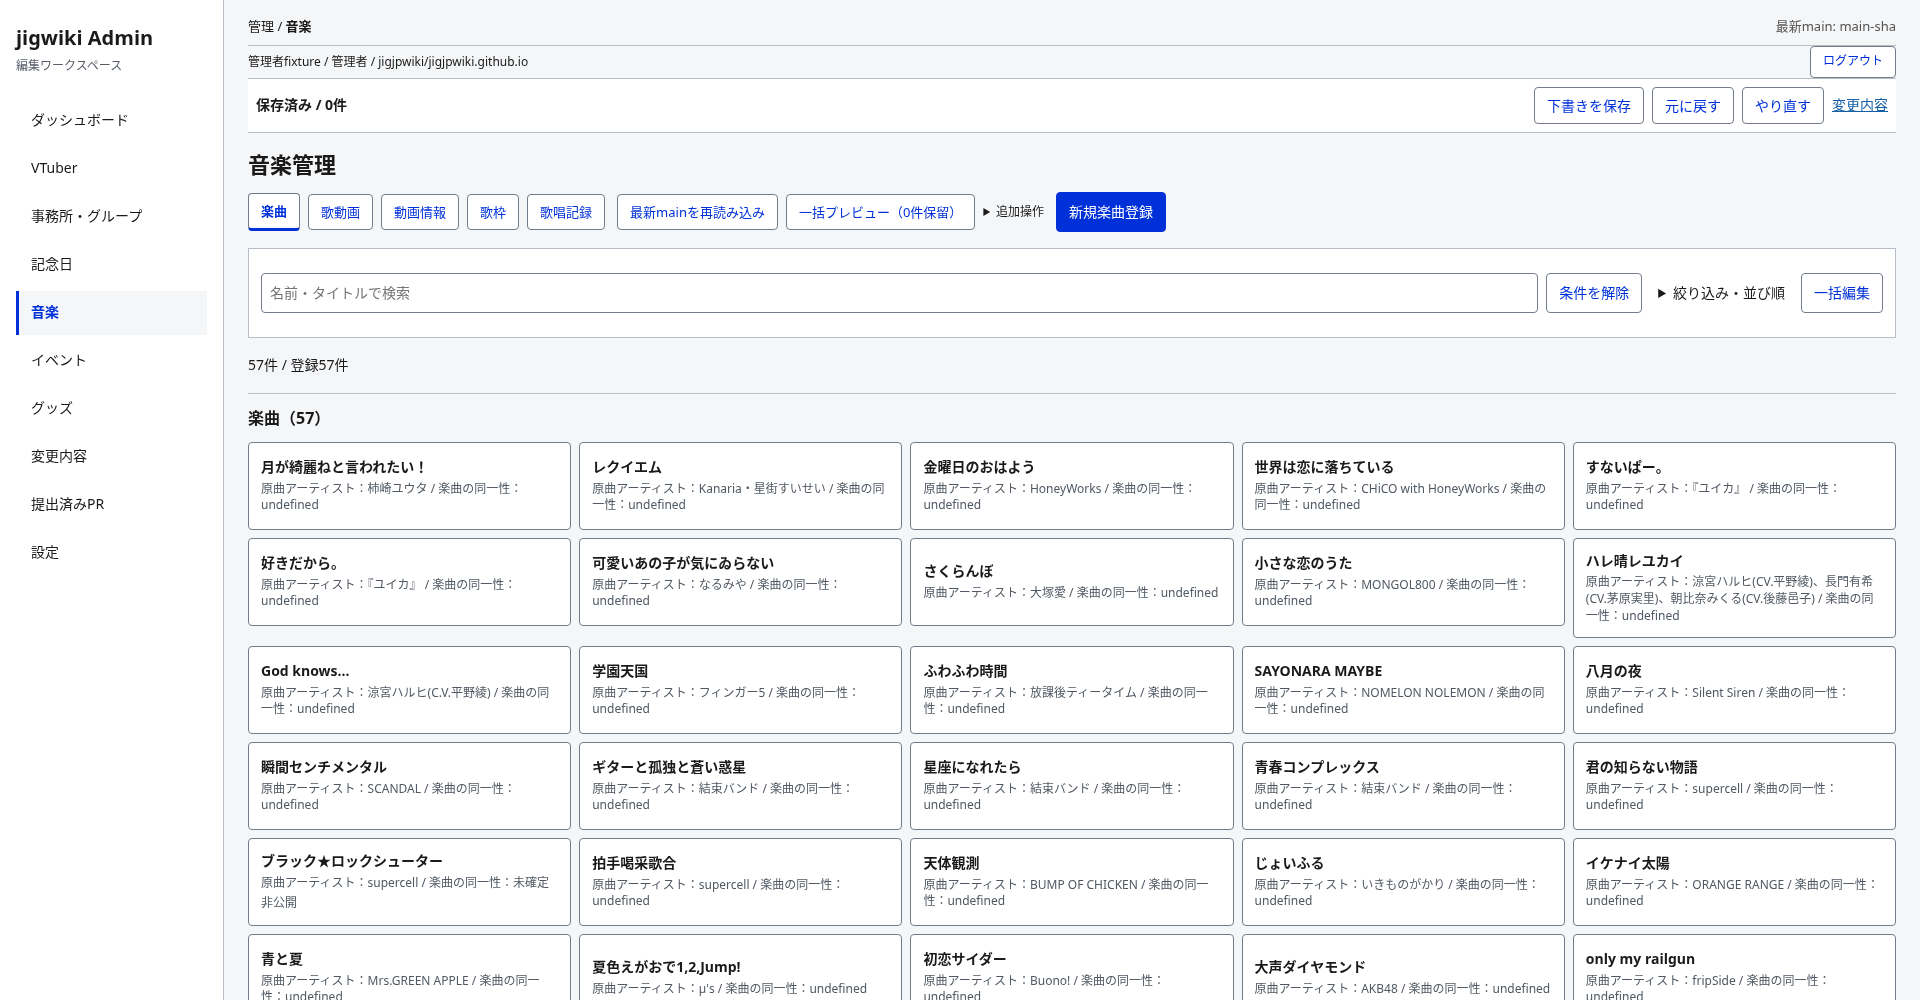 jigwiki Admin
編集ワークスペース
ダッシュボード
VTuber
事務所・グループ
記念日
音楽
イベント
グッズ
変更内容
提出済みPR
設定
管理 / 音楽
最新main: main-sha
管理者fixture / 管理者 / jigjpwiki/jigjpwiki.github.io
ログアウト
保存済み / 0件
下書きを保存
元に戻す
やり直す
変更内容
音楽管理
楽曲
歌動画
動画情報
歌枠
歌唱記録
最新mainを再読み込み
一括プレビュー（0件保留）
▶ 追加操作
新規楽曲登録
名前・タイトルで検索
条件を解除
▶ 絞り込み・並び順
一括編集
57件 / 登録57件
楽曲（57）
月が綺麗ねと言われたい！
原曲アーティスト：柿崎ユウタ / 楽曲の同一性：
undefined
レクイエム
原曲アーティスト：Kanaria・星街すいせい / 楽曲の同
一性：undefined
金曜日のおはよう
原曲アーティスト：HoneyWorks / 楽曲の同一性：
undefined
世界は恋に落ちている
原曲アーティスト：CHiCO with HoneyWorks / 楽曲の
同一性：undefined
すないぱー。
原曲アーティスト：『ユイカ』 / 楽曲の同一性：
undefined
好きだから。
原曲アーティスト：『ユイカ』 / 楽曲の同一性：
undefined
可愛いあの子が気にゐらない
原曲アーティスト：なるみや / 楽曲の同一性：
undefined
さくらんぼ
原曲アーティスト：大塚愛 / 楽曲の同一性：undefined
小さな恋のうた
原曲アーティスト：MONGOL800 / 楽曲の同一性：
undefined
ハレ晴レユカイ
原曲アーティスト：涼宮ハルヒ(CV.平野綾)、長門有希
(CV.茅原実里)、朝比奈みくる(CV.後藤邑子) / 楽曲の同
一性：undefined
God knows...
原曲アーティスト：涼宮ハルヒ(C.V.平野綾) / 楽曲の同
一性：undefined
学園天国
原曲アーティスト：フィンガー5 / 楽曲の同一性：
undefined
ふわふわ時間
原曲アーティスト：放課後ティータイム / 楽曲の同一
性：undefined
SAYONARA MAYBE
原曲アーティスト：NOMELON NOLEMON / 楽曲の同
一性：undefined
八月の夜
原曲アーティスト：Silent Siren / 楽曲の同一性：
undefined
瞬間センチメンタル
原曲アーティスト：SCANDAL / 楽曲の同一性：
undefined
ギターと孤独と蒼い惑星
原曲アーティスト：結束バンド / 楽曲の同一性：
undefined
星座になれたら
原曲アーティスト：結束バンド / 楽曲の同一性：
undefined
青春コンプレックス
原曲アーティスト：結束バンド / 楽曲の同一性：
undefined
君の知らない物語
原曲アーティスト：supercell / 楽曲の同一性：
undefined
ブラック★ロックシューター
原曲アーティスト：supercell / 楽曲の同一性：未確定
非公開
拍手喝采歌合
原曲アーティスト：supercell / 楽曲の同一性：
undefined
天体観測
原曲アーティスト：BUMP OF CHICKEN / 楽曲の同一
性：undefined
じょいふる
原曲アーティスト：いきものがかり / 楽曲の同一性：
undefined
イケナイ太陽
原曲アーティスト：ORANGE RANGE / 楽曲の同一性：
undefined
青と夏
原曲アーティスト：Mrs.GREEN APPLE / 楽曲の同一
性：undefined
夏色えがおで1,2,Jump!
原曲アーティスト：μ's / 楽曲の同一性：undefined
初恋サイダー
原曲アーティスト：Buono! / 楽曲の同一性：
undefined
大声ダイヤモンド
原曲アーティスト：AKB48 / 楽曲の同一性：undefined
only my railgun
原曲アーティスト：fripSide / 楽曲の同一性：
undefined